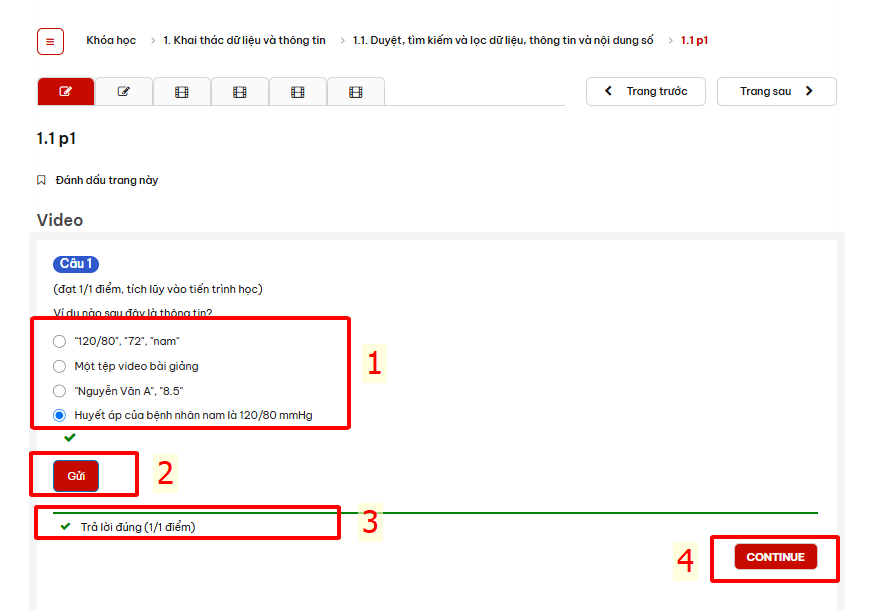 Khóa học > 1. Khai thác dữ liệu và thông tin > 1.1. Duyệt, tìm kiếm và lọc dữ liệu, thông tin và nội dung số > 1.1 p1
Trang trước
Trang sau
1.1 p1
Đánh dấu trang này
Video
Câu 1
(đạt 1/1 điểm, tích lũy vào tiến trình học)
Ví dụ nào sau đây là thông tin?
"120/80", "72", "nam"
Một tệp video bài giảng
1
"Nguyễn Văn A", "8.5"
Huyết áp của bệnh nhân nam là 120/80 mmHg
Gửi
2
Trả lời đúng (1/1 điểm)
3
4
CONTINUE